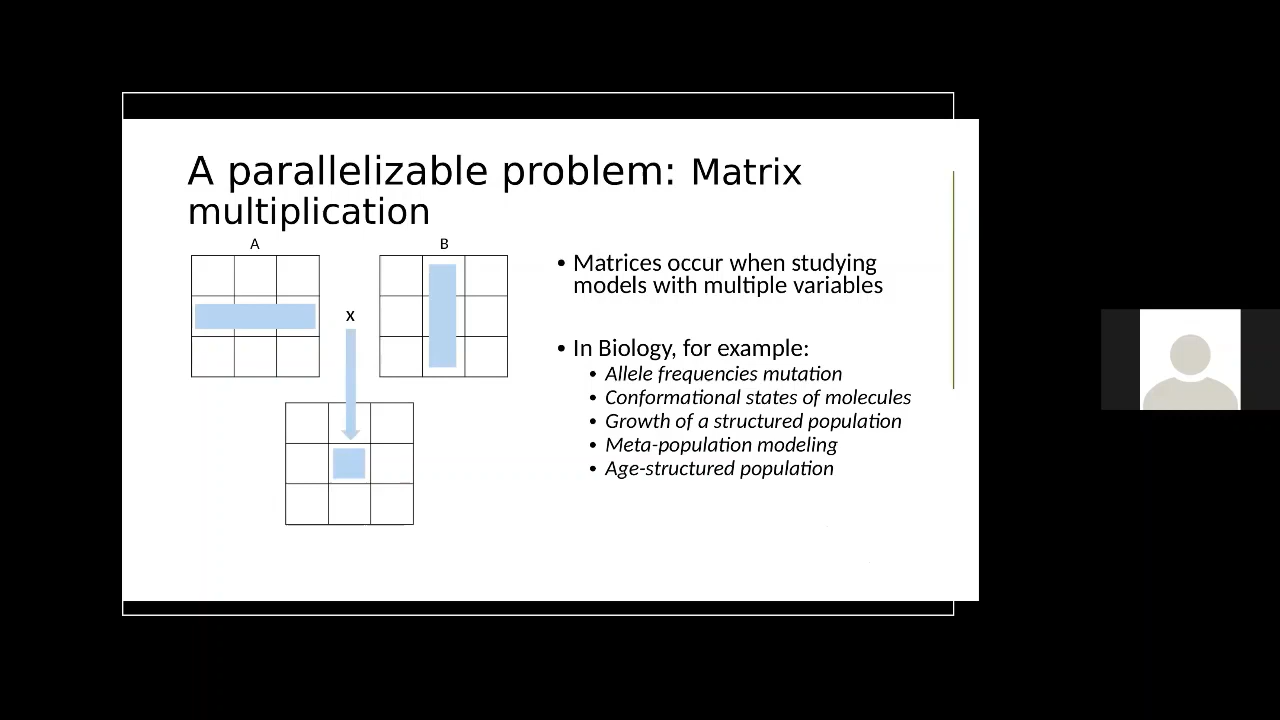 A parallelizable problem: Matrix
multiplication
A
B
x
• Matrices occur when studying
models with multiple variables
• In Biology, for example:
• Allele frequencies mutation
• Conformational states of molecules
• Growth of a structured population
• Meta-population modeling
• Age-structured population